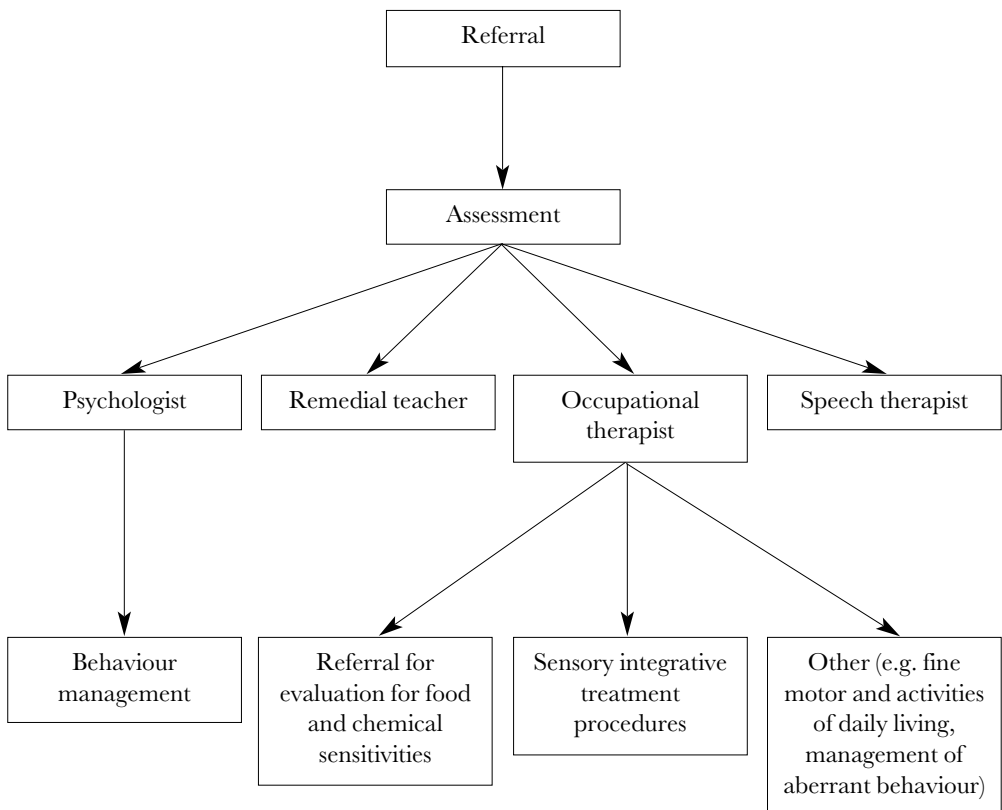 Referral
Assessment
Psychologist
Remedial teacher
Occupational
therapist
Speech therapist
Behaviour
management
Referral for
evaluation for food
and chemical
sensitivities
Sensory integrative
treatment
procedures
Other (e.g. fine
motor and activities
of daily living,
management of
aberrant behaviour)